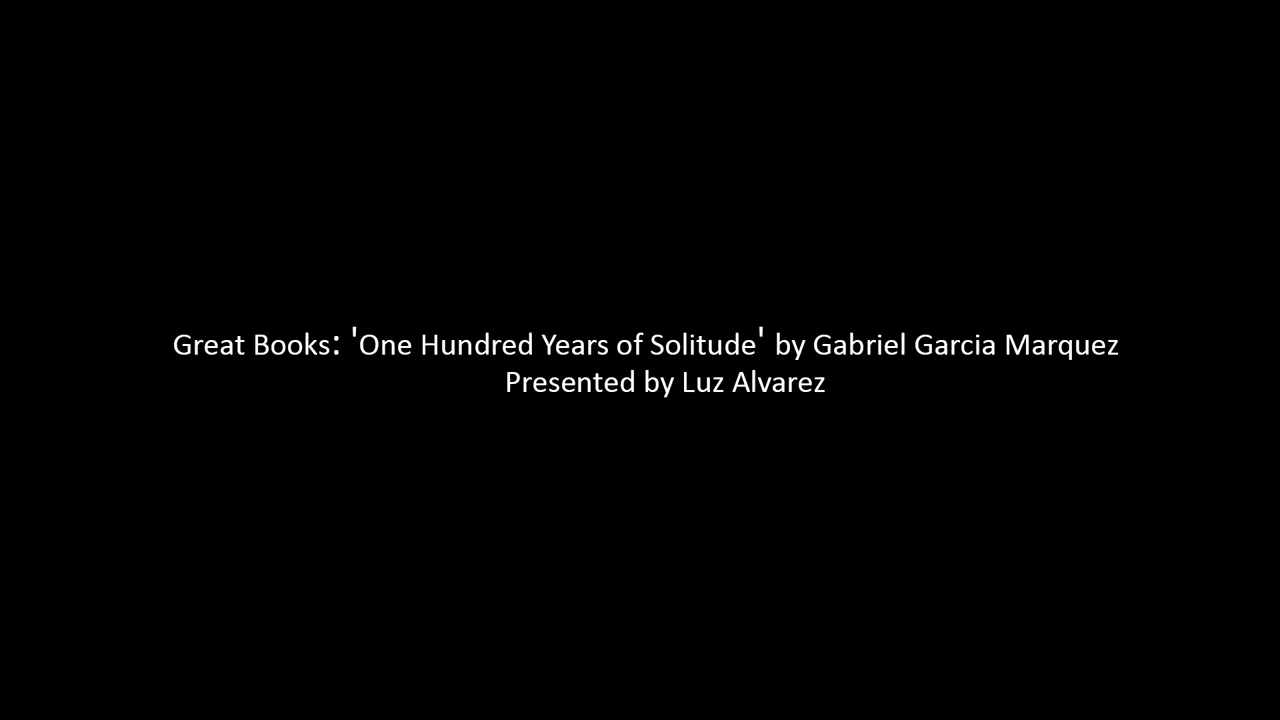 Great Books: 'One Hundred Years of Solitude' by Gabriel Garcia Marquez
Presented by Luz Alvarez